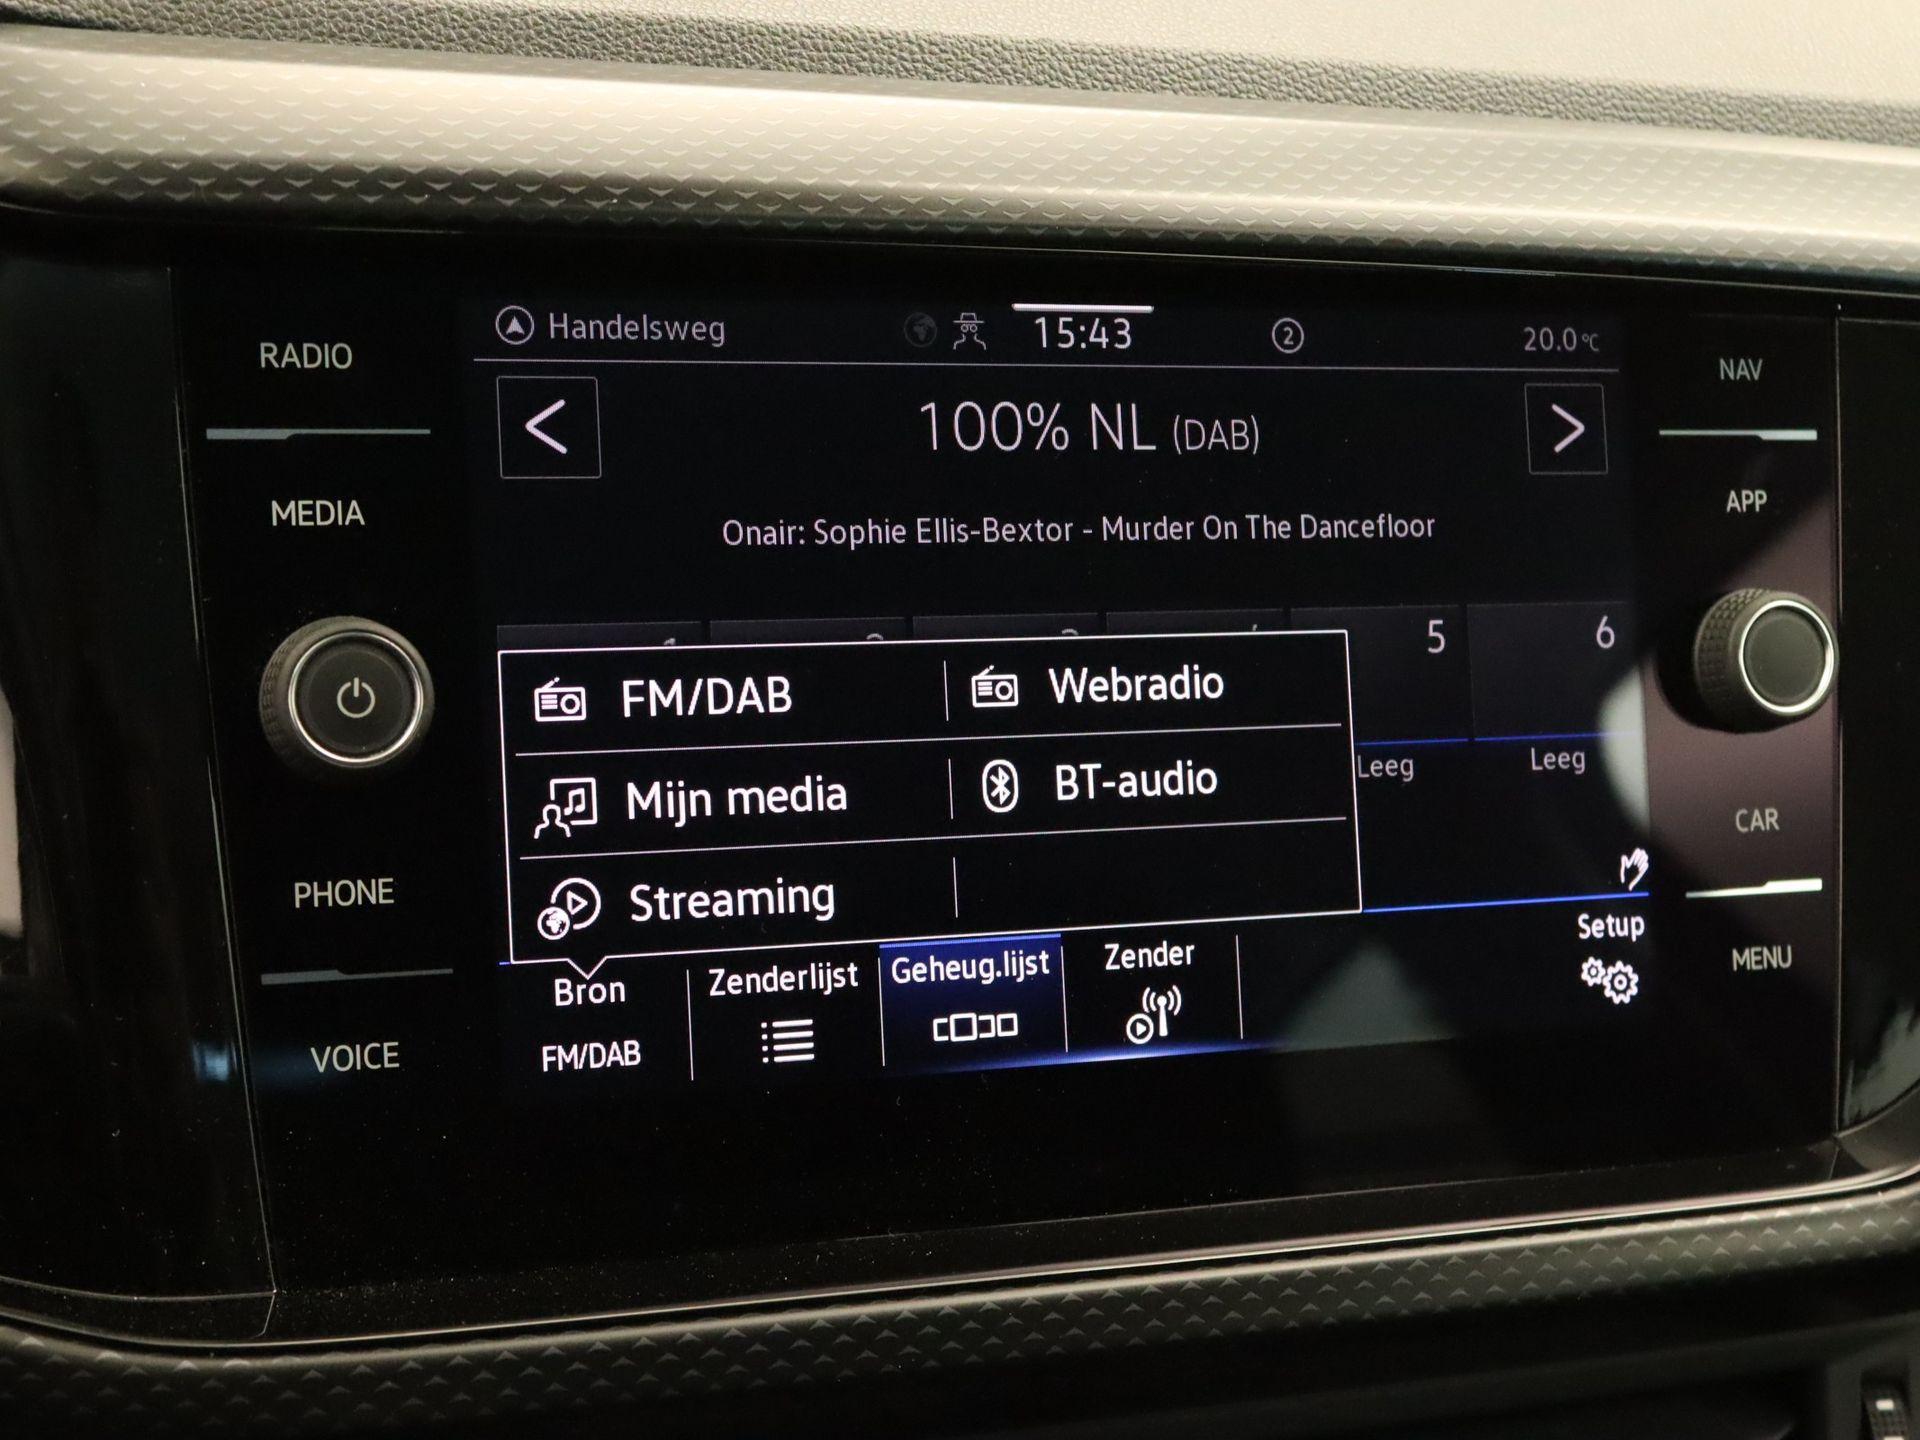 RADIO
MEDIA
PHONE
VOICE
Handelsweg
15:43
2
20.0°C
100% NL (DAB)
Onair: Sophie Ellis-Bextor - Murder On The Dancefloor
5
6
Leeg
Leeg
FM/DAB
Webradio
Mijn media
BT-audio
Streaming
Bron
FM/DAB
Zenderlijst
Geheug.lijst
Zender
Setup
NAV
APP
CAR
MENU